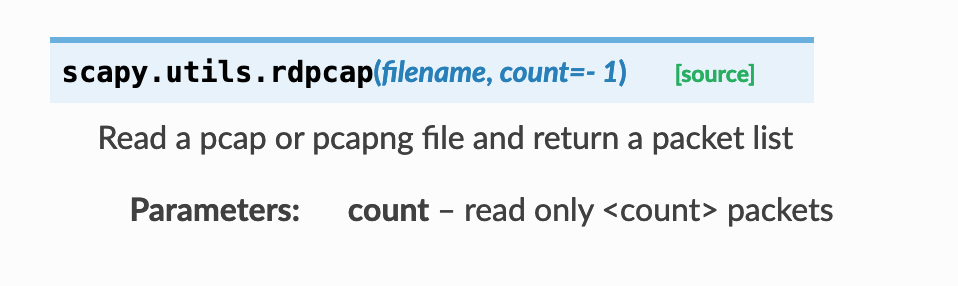 scapy.utils.rdpcap(filename, count=- 1) [source]
Read a pcap or pcapng file and return a packet list
Parameters: count – read only <count> packets